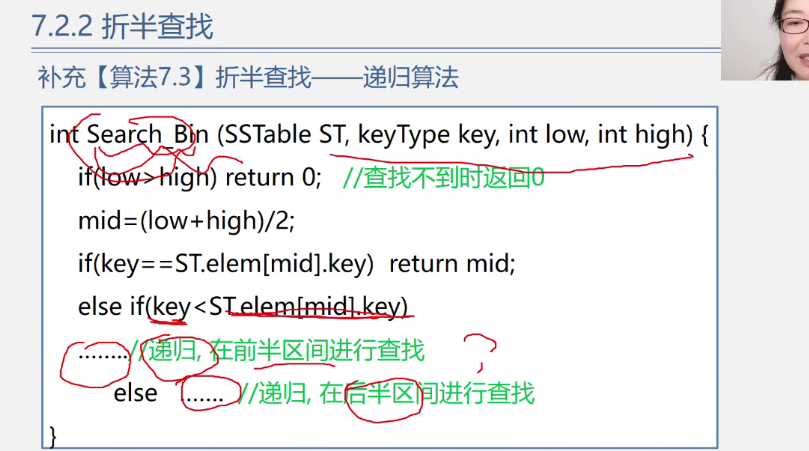 7.2.2 折半查找
补充【算法7.3】折半查找——递归算法
int Search_Bin (SSTable ST, keyType key, int low, int high) {
if(low>high) return 0; //查找不到时返回0
mid=(low+high)/2;
if(key==ST.elem[mid].key) return mid;
else if(key<ST.elem[mid].key)
........//递归, 在前半区间进行查找
?
else ...... //递归, 在后半区间进行查找
}